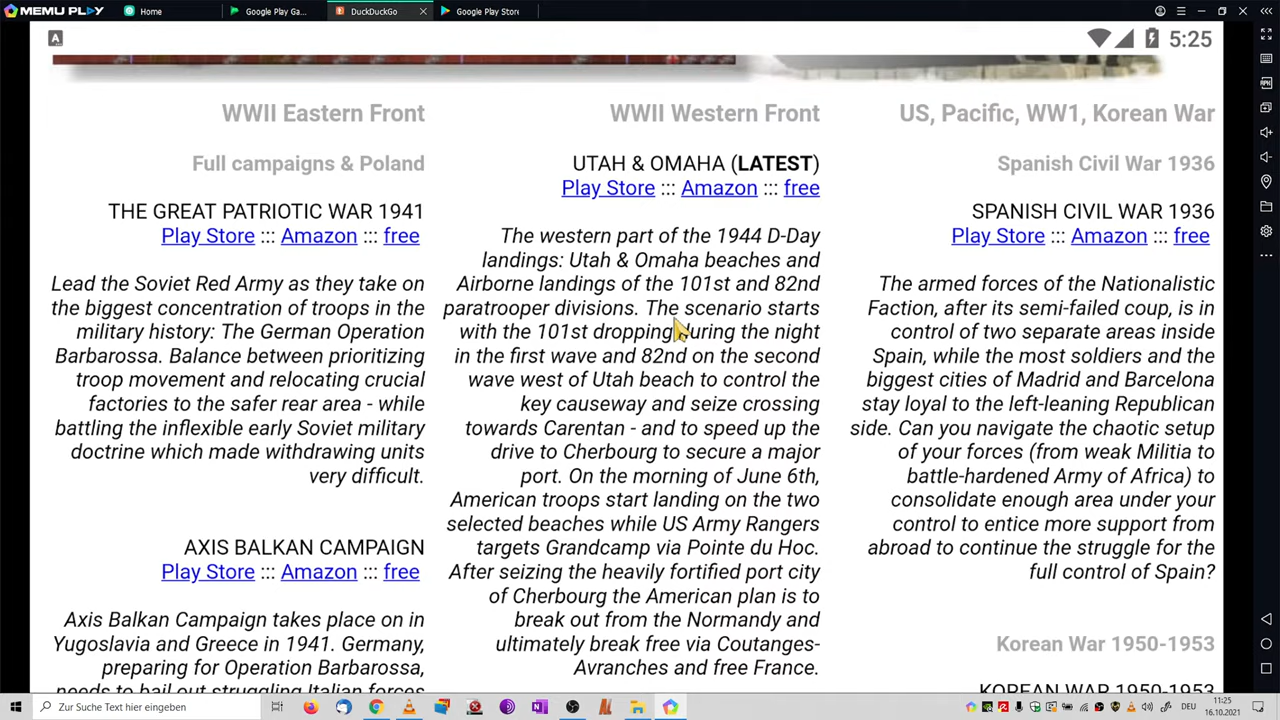 MEMU PLAY
Home
Google Play Ga...
DuckDuckGo
Google Play Store
A
5:25
WWII Eastern Front
Full campaigns & Poland
THE GREAT PATRIOTIC WAR 1941
Play Store ::: Amazon ::: free
Lead the Soviet Red Army as they take on
the biggest concentration of troops in the
military history: The German Operation
Barbarossa. Balance between prioritizing
troop movement and relocating crucial
factories to the safer rear area - while
battling the inflexible early Soviet military
doctrine which made withdrawing units
very difficult.
AXIS BALKAN CAMPAIGN
Play Store ::: Amazon ::: free
Axis Balkan Campaign takes place on in
Yugoslavia and Greece in 1941. Germany,
preparing for Operation Barbarossa,
needs to bail out struggling Italian forces
WWII Western Front
UTAH & OMAHA (LATEST)
Play Store ::: Amazon ::: free
The western part of the 1944 D-Day
landings: Utah & Omaha beaches and
Airborne landings of the 101st and 82nd
paratrooper divisions. The scenario starts
with the 101st dropping during the night
in the first wave and 82nd on the second
wave west of Utah beach to control the
key causeway and seize crossing
towards Carentan - and to speed up the
drive to Cherbourg to secure a major
port. On the morning of June 6th,
American troops start landing on the two
selected beaches while US Army Rangers
targets Grandcamp via Pointe du Hoc.
After seizing the heavily fortified port city
of Cherbourg the American plan is to
break out from the Normandy and
ultimately break free via Coutanges-
Avranches and free France.
US, Pacific, WW1, Korean War
Spanish Civil War 1936
SPANISH CIVIL WAR 1936
Play Store ::: Amazon ::: free
The armed forces of the Nationalistic
Faction, after its semi-failed coup, is in
control of two separate areas inside
Spain, while the most soldiers and the
biggest cities of Madrid and Barcelona
stay loyal to the left-leaning Republican
side. Can you navigate the chaotic setup
of your forces (from weak Militia to
battle-hardened Army of Africa) to
consolidate enough area under your
control to entice more support from
abroad to continue the struggle for the
full control of Spain?
Korean War 1950-1953
KOREAN WAR 1950-1953
Zur Suche Text hier eingeben
DEU
11:25
16.10.2021